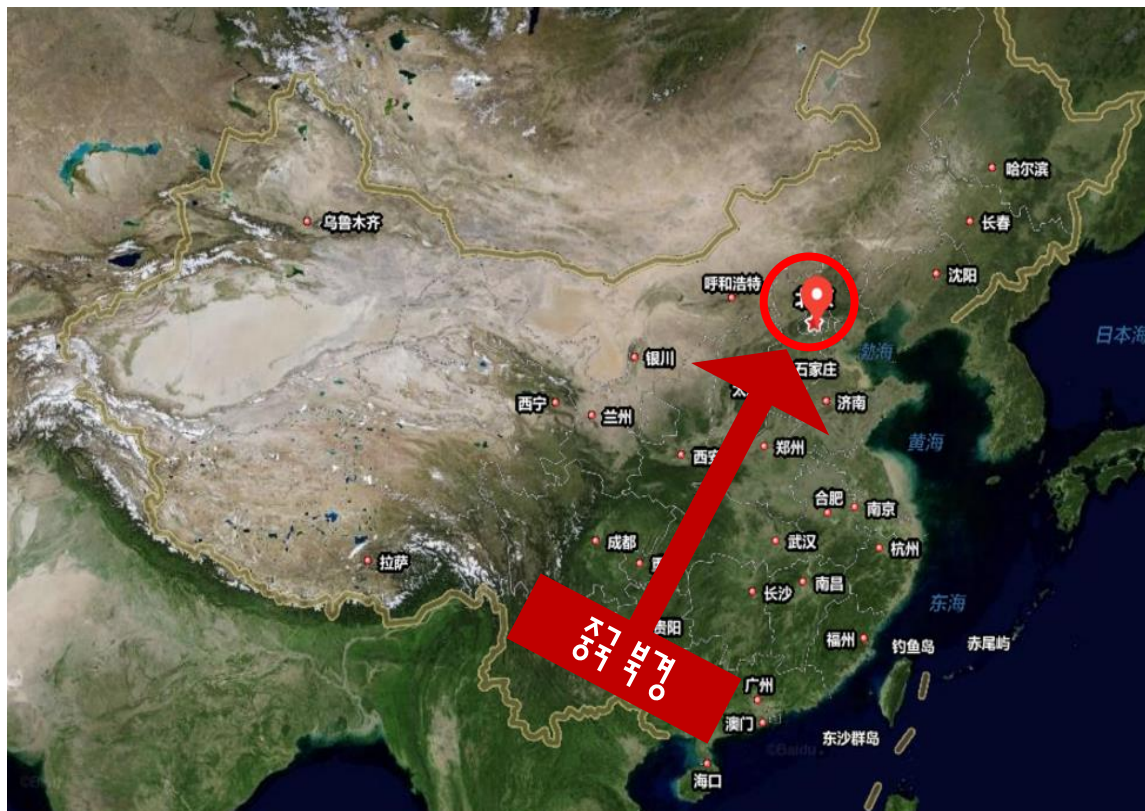 哈尔滨
乌鲁木齐
长春
沈阳
呼和浩特
日本海
勃海
银川
石家庄
西宁
济南
兰州
黄海
郑州
西安
合肥
南京
成都
武汉
杭州
拉萨
南昌
长沙
东海
贵阳
福州
钓鱼岛
赤尾屿
중국 북경
广州
澳门
东沙群岛
©Baidu
海口